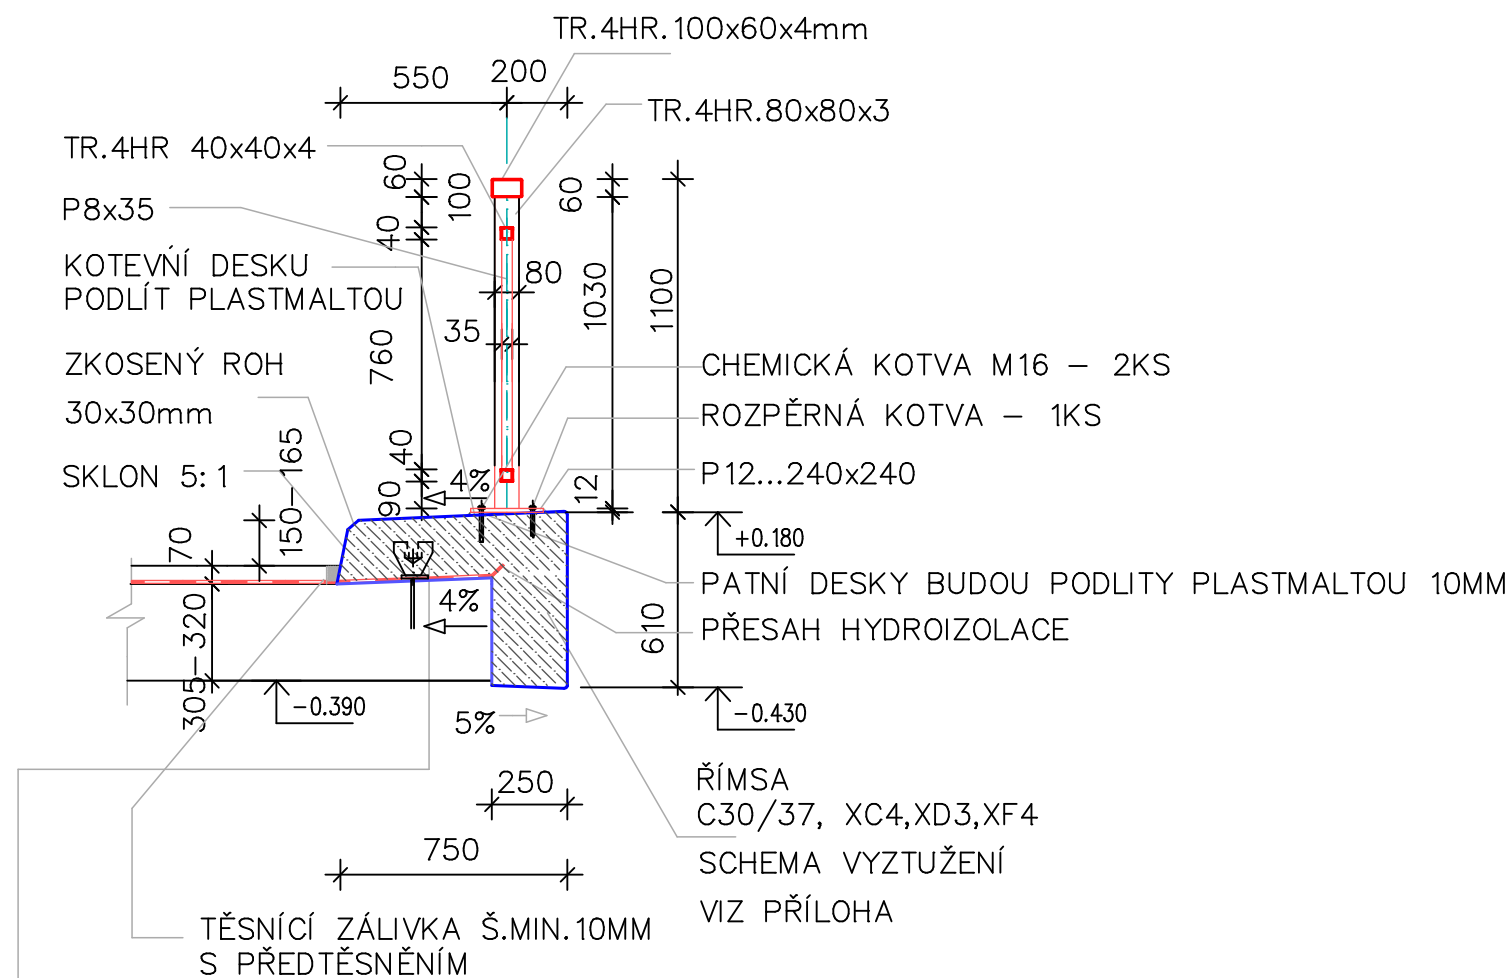 TR.4HR.100x60x4mm
550
200
TR.4HR.80x80x3
TR.4HR 40x40x4
60
100
60
P8x35
40
KOTEVŃÍ DESKU
PODLÍT PLASTMALTOU
80
1030
1100
35
760
ZKOSENÝ ROH
30x30mm
CHEMICKÁ KOTVA M16 – 2KS
ROZPĚRNÁ KOTVA – 1KS
150–165
40
SKLON 5:1
4%
P12...240x240
90
12
70
+0.180
PATNÍ DESKY BUDOU PODLITY PLASTMALTOU 10MM
4%
305–320
610
PŘESAH HYDROIZOLACE
-0.390
5%
-0.430
250
ŘÍMSA
C30/37, XC4,XD3,XF4
750
SCHEMA VYZTUŽENÍ
VIZ PŘÍLOHA
TĚSNÍCÍ ZÁLIVKA Š.MIN.10MM
S PŘEDTĚSNĚNÍM